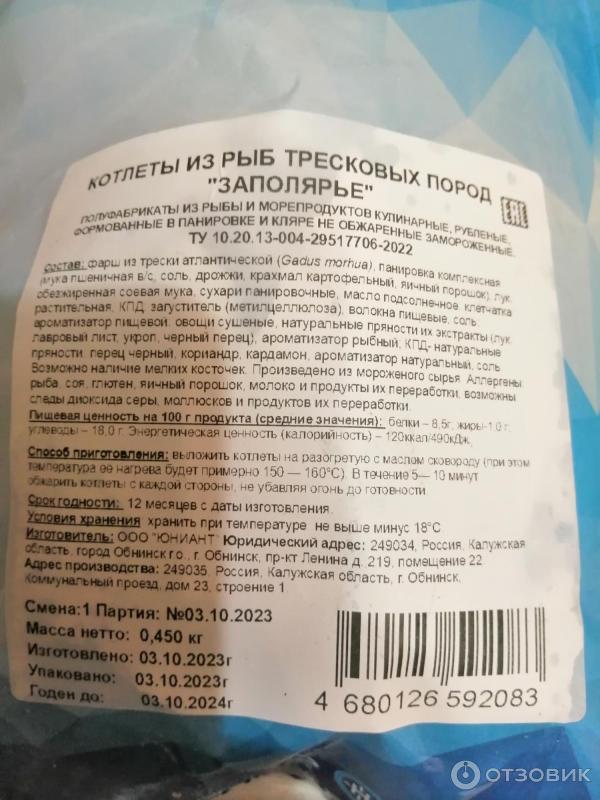 КОТЛЕТЫ ИЗ РЫБ ТРЕСКОВЫХ ПОРОД
"ЗАПОЛЯРЬЕ"
ПОЛУФАБРИКАТЫ ИЗ РЫБЫ И МОРЕПРОДУКТОВ КУЛИНАРНЫЕ, РУБЛЕНЫЕ,
ФОРМОВАННЫЕ В ПАНИРОВКЕ И КЛЯРЕ НЕ ОБЖАРЕННЫЕ ЗАМОРОЖЕННЫЕ.
ТУ 10.20.13-004-29517706-2022
EAC
Состав: фарш из трески атлантической (Gadus morhua), панировка комплексная
(мука пшеничная в/с, соль, дрожжи, крахмал картофельный, яичный порошок), лук,
обезжиренная соевая мука, сухари панировочные, масло подсолнечное, клетчатка
растительная, КПД: загуститель (метилцеллюлоза), волокна пищевые, соль,
ароматизатор пищевой, овощи сушеные, натуральные пряности их экстракты (лук,
лавровый лист, укроп, черный перец), ароматизатор рыбный, КПД- натуральные
пряности: перец черный, кориандр, кардамон, ароматизатор натуральный, соль.
Возможно наличие мелких косточек. Произведено из мороженого сырья. Аллергены:
рыба, соя, глютен, яичный порошок, молоко и продукты их переработки, возможны
следы диоксида серы, моллюсков и продуктов их переработки.
Пищевая ценность на 100 г продукта (средние значения): белки – 8,5г, жиры-1,0 г,
углеводы – 18,0 г. Энергетическая ценность (калорийность) – 120ккал/490кДж.
Способ приготовления: выложить котлеты на разогретую с маслом сковороду (при этом
температура ее нагрева будет примерно 150 — 160°С). В течение 5— 10 минут
обжарить котлеты с каждой стороны, не убавляя огонь до готовности.
Срок годности: 12 месяцев с даты изготовления.
Условия хранения: хранить при температуре не выше минус 18°С
Изготовитель: ООО "ЮНИАНТ" Юридический адрес: 249034, Россия, Калужская
область, город Обнинск г.о., г. Обнинск, пр-кт Ленина д. 219, помещение 22
Адрес производства: 249035, Россия, Калужская область, г. Обнинск,
Коммунальный проезд, дом 23, строение 1.
Смена:1 Партия: №03.10.2023
Масса нетто: 0,450 кг
Изготовлено: 03.10.2023г
Упаковано: 03.10.2023г
Годен до: 03.10.2024г
4 680126 592083
ОТЗОВИК